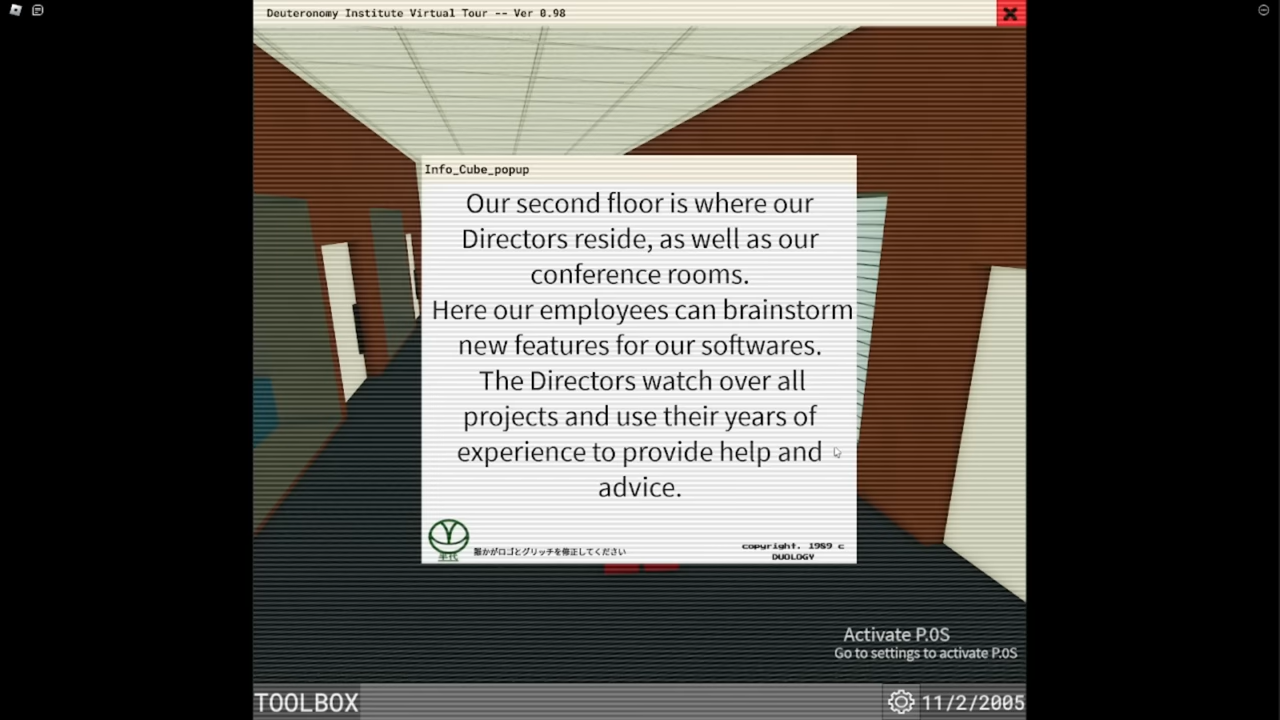 Deuteronomy Institute Virtual Tour -- Ver 0.98
Info_Cube_popup
Our second floor is where our
Directors reside, as well as our
conference rooms.
Here our employees can brainstorm
new features for our softwares.
The Directors watch over all
projects and use their years of
experience to provide help and
advice.
誰かがロゴとグリッチを修正してください
copyright. 1989 c
DUOLOGY
Activate P.0S
Go to settings to activate P.0S
TOOLBOX
11/2/2005